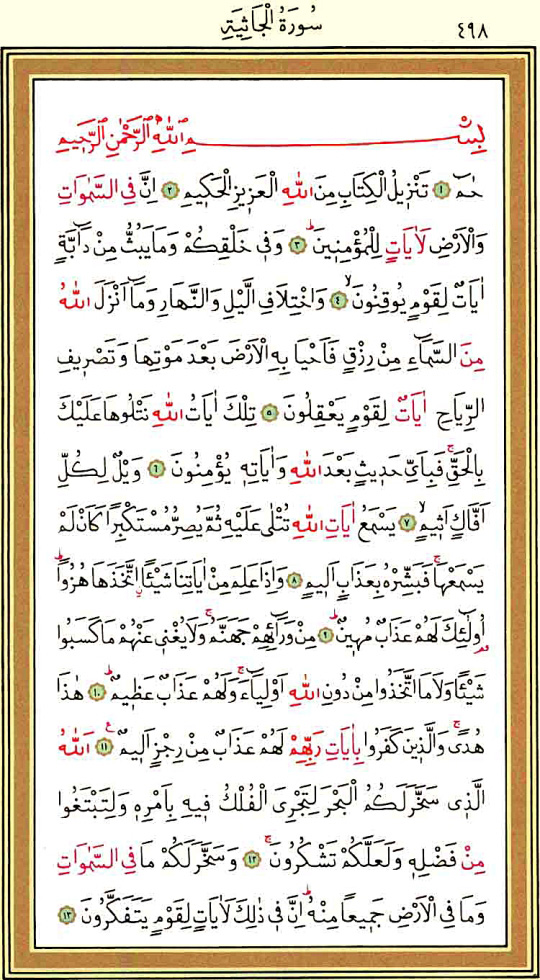 سُورَةُ الْجَاثِيَةِ ٤٩٨
بِسْــــمِ اللّٰهِ الرَّحْمٰنِ الرَّح۪يمِ
حٰمٓ ﴿١﴾ تَنْز۪يلُ الْكِتَابِ مِنَ اللّٰهِ الْعَز۪يزِ الْحَك۪يمِ ﴿٢﴾ اِنَّ فِي السَّمٰوَاتِ
وَالْاَرْضِ لَاٰيَاتٍ لِلْمُؤْمِن۪ينَۜ ﴿٣﴾ وَف۪ي خَلْقِكُمْ وَمَا يَبُثُّ مِنْ دَٓابَّةٍ
اٰيَاتٌ لِقَوْمٍ يُوقِنُونَۙ ﴿٤﴾ وَاخْتِلَافِ الَّيْلِ وَالنَّهَارِ وَمَٓا اَنْزَلَ اللّٰهُ
مِنَ السَّمَٓاءِ مِنْ رِزْقٍ فَاَحْيَا بِهِ الْاَرْضَ بَعْدَ مَوْتِهَا وَتَصْر۪يفِ
الرِّيَاحِ اٰيَاتٌ لِقَوْمٍ يَعْقِلُونَ ﴿٥﴾ تِلْكَ اٰيَاتُ اللّٰهِ نَتْلُوهَا عَلَيْكَ
بِالْحَقِّۚ فَبِاَيِّ حَد۪يثٍ بَعْدَ اللّٰهِ وَاٰيَاتِه۪ يُؤْمِنُونَ ﴿٦﴾ وَيْلٌ لِكُلِّ
اَفَّاكٍ اَث۪يمٍۙ ﴿٧﴾ يَسْمَعُ اٰيَاتِ اللّٰهِ تُتْلٰى عَلَيْهِ ثُمَّ يُصِرُّ مُسْتَكْبِرًا كَاَنْ لَمْ
يَسْمَعْهَاۚ فَبَشِّرْهُ بِعَذَابٍ اَل۪يمٍ ﴿٨﴾ وَاِذَا عَلِمَ مِنْ اٰيَاتِنَا شَيْـًٔا اتَّخَذَهَا هُزُوًاۜ
اُو۬لٰٓئِكَ لَهُمْ عَذَابٌ مُه۪ينٌۜ ﴿٩﴾ مِنْ وَرَٓائِهِمْ جَهَنَّمُۚ وَلَا يُغْن۪ي عَنْهُمْ مَا كَسَبُوا
شَيْـًٔا وَلَا مَا اتَّخَذُوا مِنْ دُونِ اللّٰهِ اَوْلِيَٓاءَۚ وَلَهُمْ عَذَابٌ عَظ۪يمٌۜ ﴿١٠﴾ هٰذَا
هُدًىۚ وَالَّذ۪ينَ كَفَرُوا بِاٰيَاتِ رَبِّهِمْ لَهُمْ عَذَابٌ مِنْ رِجْزٍ اَل۪يمٌ۟ ﴿١١﴾ اَللّٰهُ
الَّذ۪ي سَخَّرَ لَكُمُ الْبَحْرَ لِتَجْرِيَ الْفُلْكُ ف۪يهِ بِاَمْرِه۪ وَلِتَبْتَغُوا
مِنْ فَضْلِه۪ وَلَعَلَّكُمْ تَشْكُرُونَۚ ﴿١٢﴾ وَسَخَّرَ لَكُمْ مَا فِي السَّمٰوَاتِ
وَمَا فِي الْاَرْضِ جَم۪يعًا مِنْهُۜ اِنَّ ف۪ي ذٰلِكَ لَاٰيَاتٍ لِقَوْمٍ يَتَفَكَّرُونَ ﴿١٣﴾